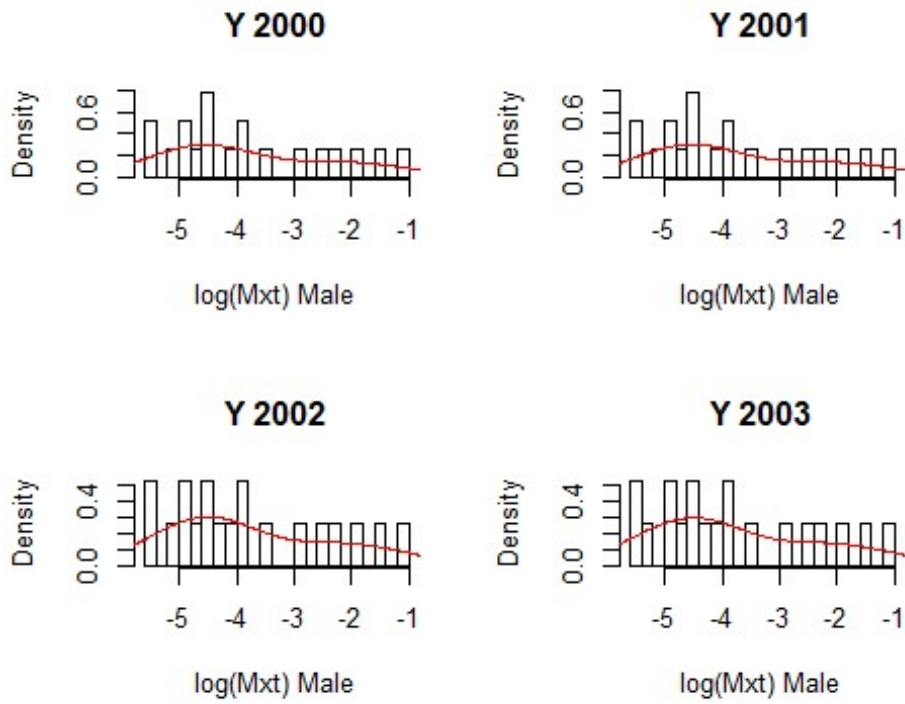 Y 2000
Density
0.0 0.6
-5 -4 -3 -2 -1
log(Mxt) Male
Y 2001
Density
0.0 0.6
-5 -4 -3 -2 -1
log(Mxt) Male
Y 2002
Density
0.0 0.4
-5 -4 -3 -2 -1
log(Mxt) Male
Y 2003
Density
0.0 0.4
-5 -4 -3 -2 -1
log(Mxt) Male